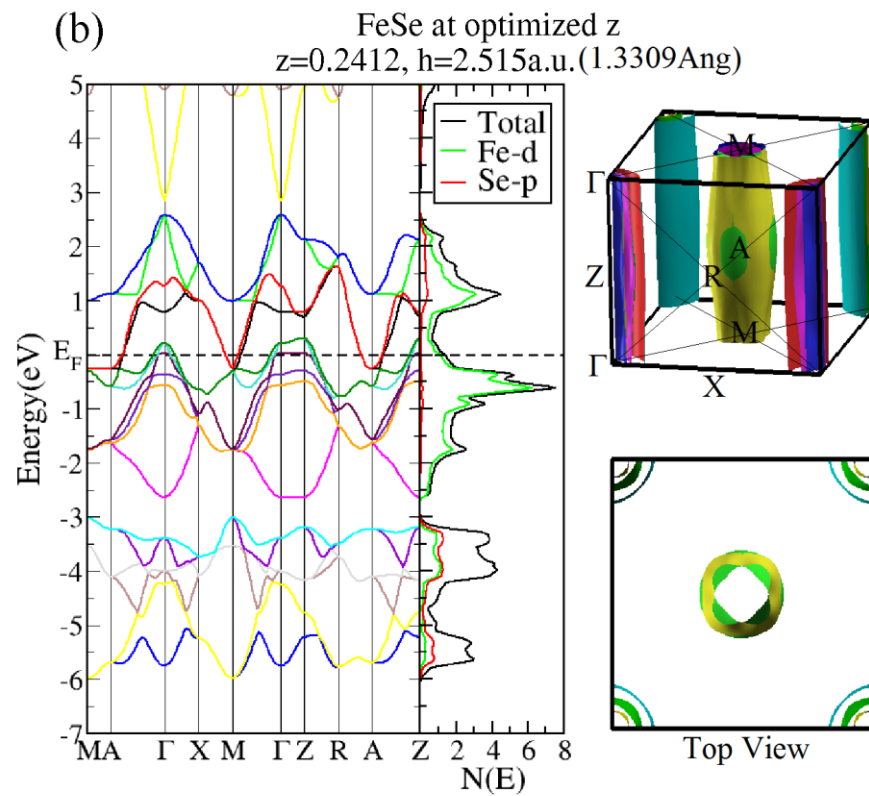 (b)
FeSe at optimized z
z=0.2412, h=2.515a.u.(1.3309Ang)
5
4
3
2
1
E_F
-1
-2
-3
-4
-5
-6
-7
Energy(eV)
M A Γ X M Γ Z R A Z
Total
Fe-d
Se-p
2 4 6 8
N(E)
M
Γ
A
Z R
M
Γ
X
Top View